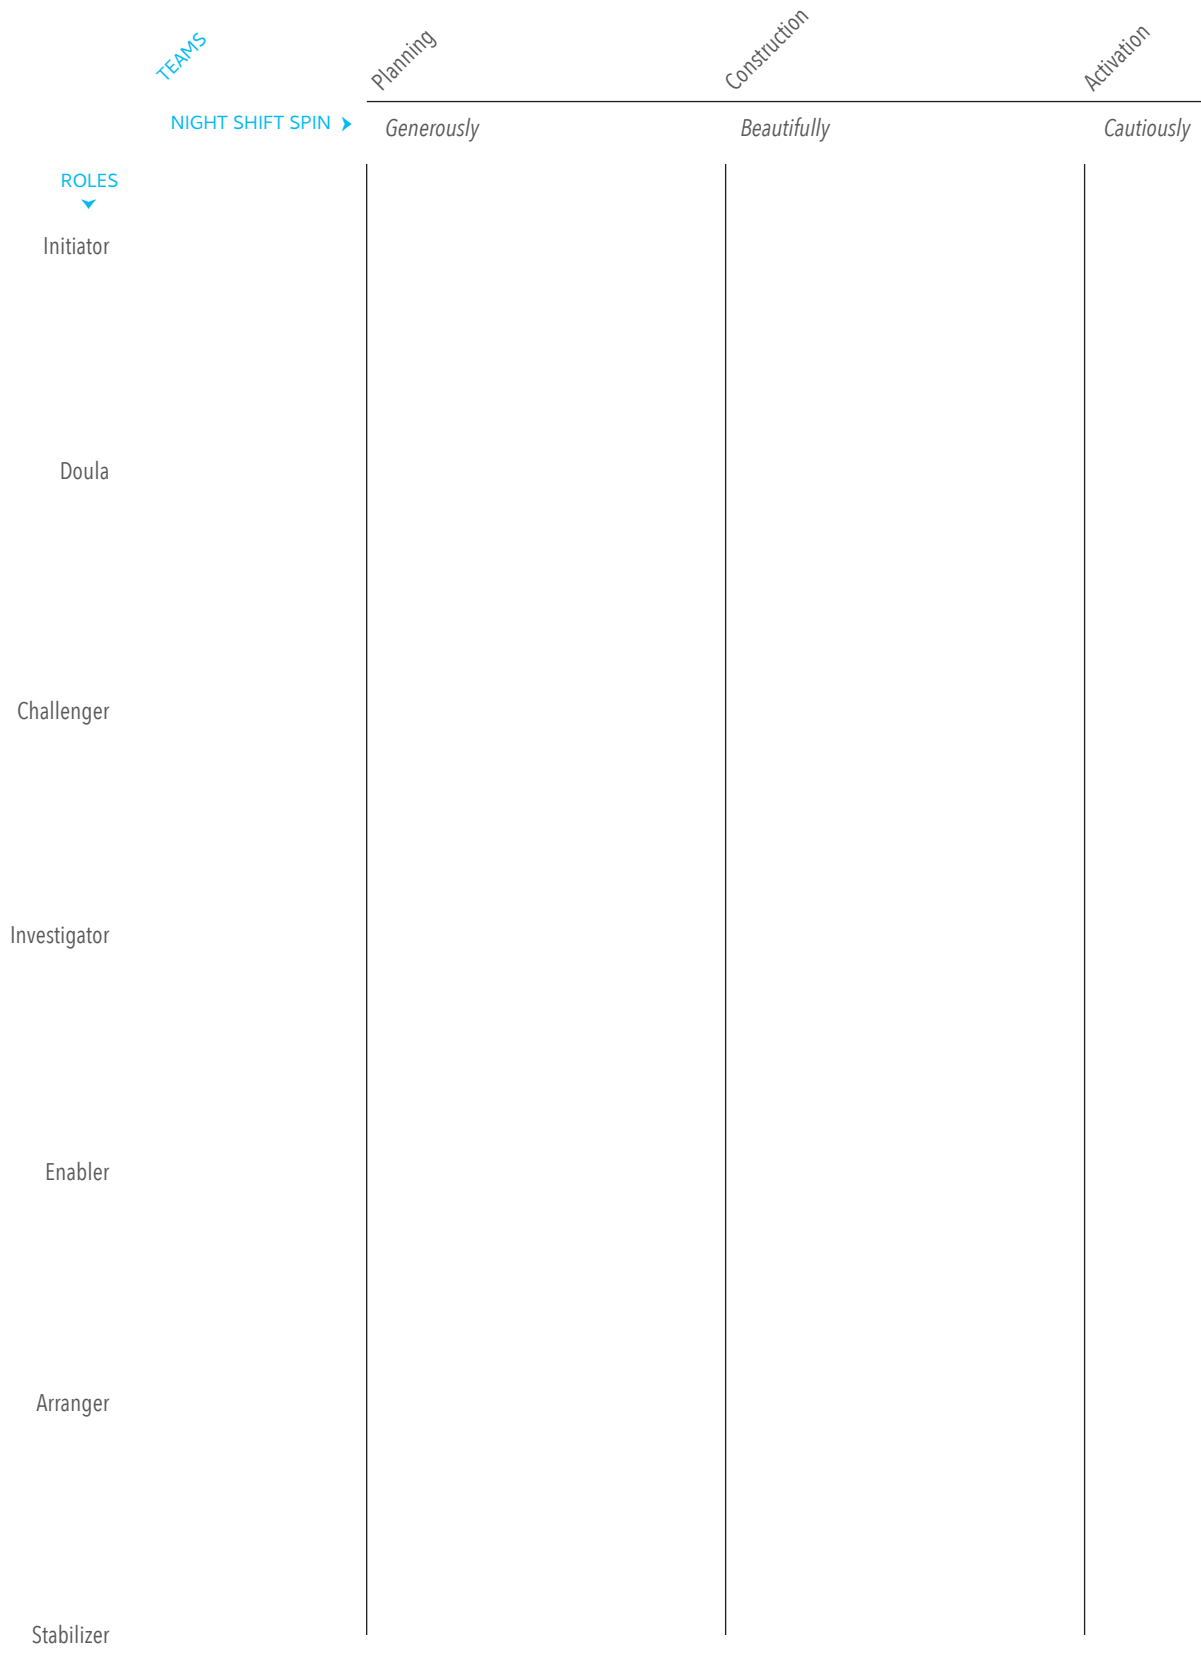 TEAMS
Planning
Construction
Activation
NIGHT SHIFT SPIN
Generously
Beautifully
Cautiously
ROLES
Initiator
Doula
Challenger
Investigator
Enabler
Arranger
Stabilizer